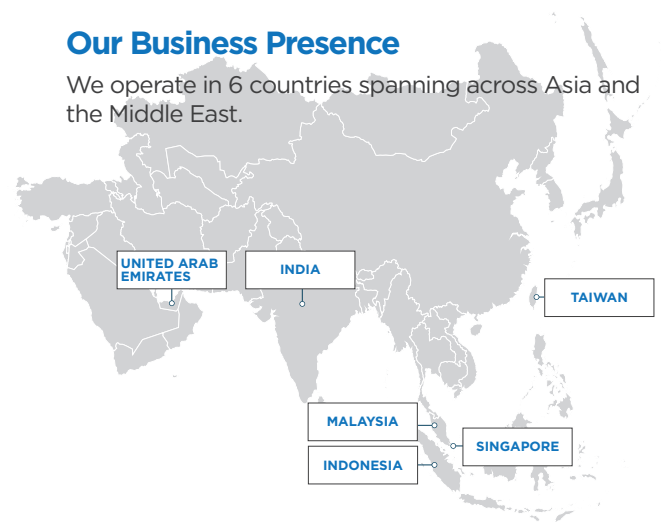 Our Business Presence
We operate in 6 countries spanning across Asia and
the Middle East.
UNITED ARAB
EMIRATES
INDIA
TAIWAN
MALAYSIA
SINGAPORE
INDONESIA